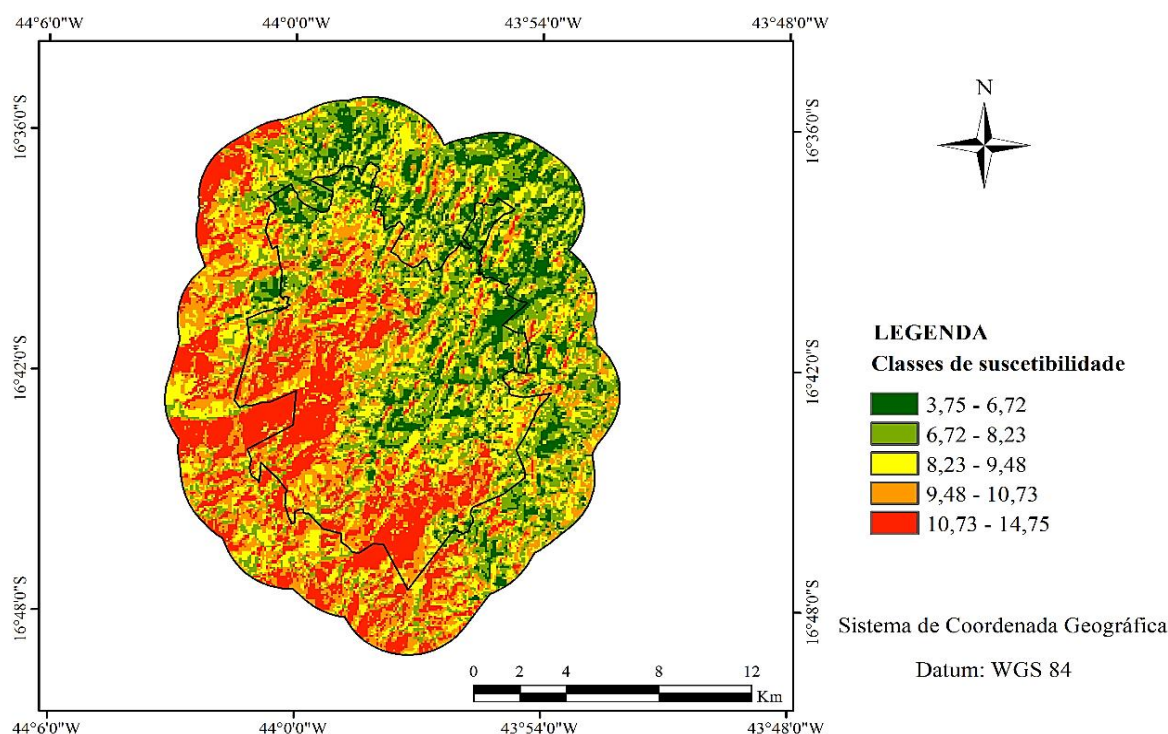 44°6'0"W 44°0'0"W 43°54'0"W 43°48'0"W
16°36'0"S
16°36'0"S
N
16°42'0"S
16°42'0"S
LEGENDA
Classes de suscetibilidade
3,75 - 6,72
6,72 - 8,23
8,23 - 9,48
9,48 - 10,73
10,73 - 14,75
16°48'0"S
16°48'0"S
Sistema de Coordenada Geográfica
Datum: WGS 84
0 2 4 8 12
Km
44°6'0"W 44°0'0"W 43°54'0"W 43°48'0"W